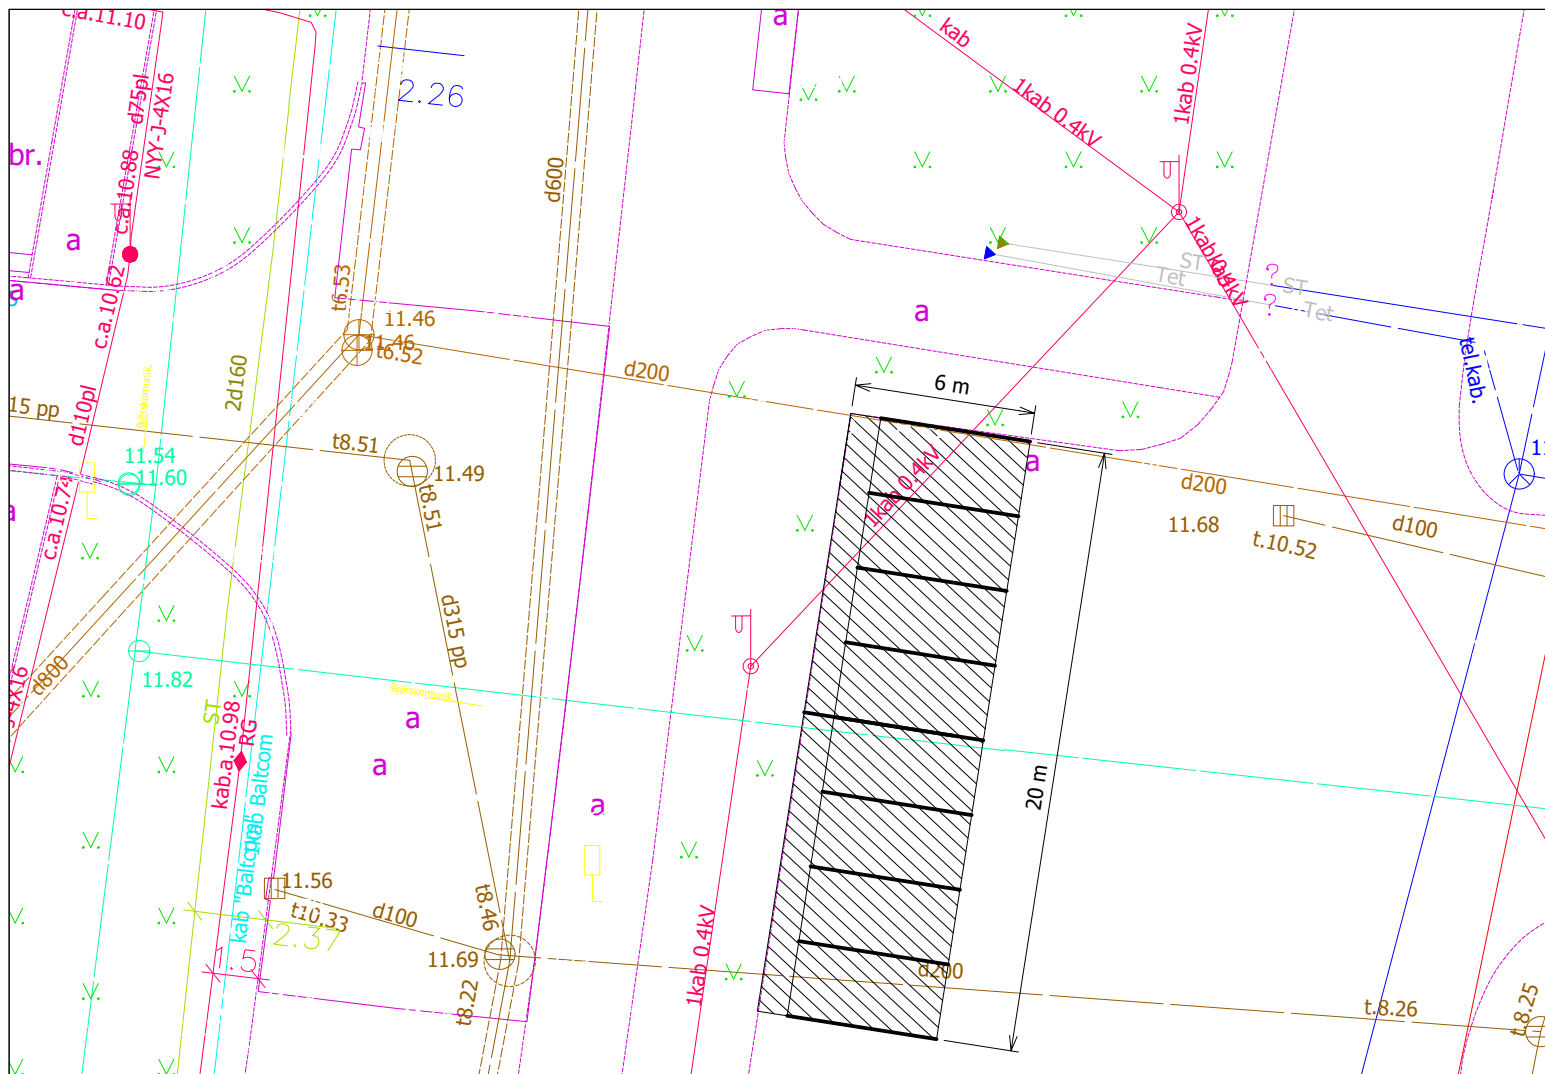 c.a.11.10
a
kab
1kab 0.4kV
1kab 0.4kV
2.26
d75pl
NYY-J-4X16
br.
c.a.10.88
d600
a
ST
Tet
?
ST
?
Tet
1kab 0.4kV
a
c.a.10.62
t6.53
11.46
11.46
t6.52
a
d200
tel.kab.
2d160
6 m
15 pp
d110pl
t8.51
11.54
11.60
11.49
t8.51
1kab 0.4kV
a
d200
11.68
t.10.52
d100
a
c.a.10.74
d315 pp
d800
11.82
ST
kab.a.10.98
RG
a
a
1kab Baltcom
kab "Baltcom"
a
20 m
11.56
t10.33
d100
t8.46
2.37
1.5
11.69
t8.22
1kab 0.4kV
d200
t.8.26
t.8.25